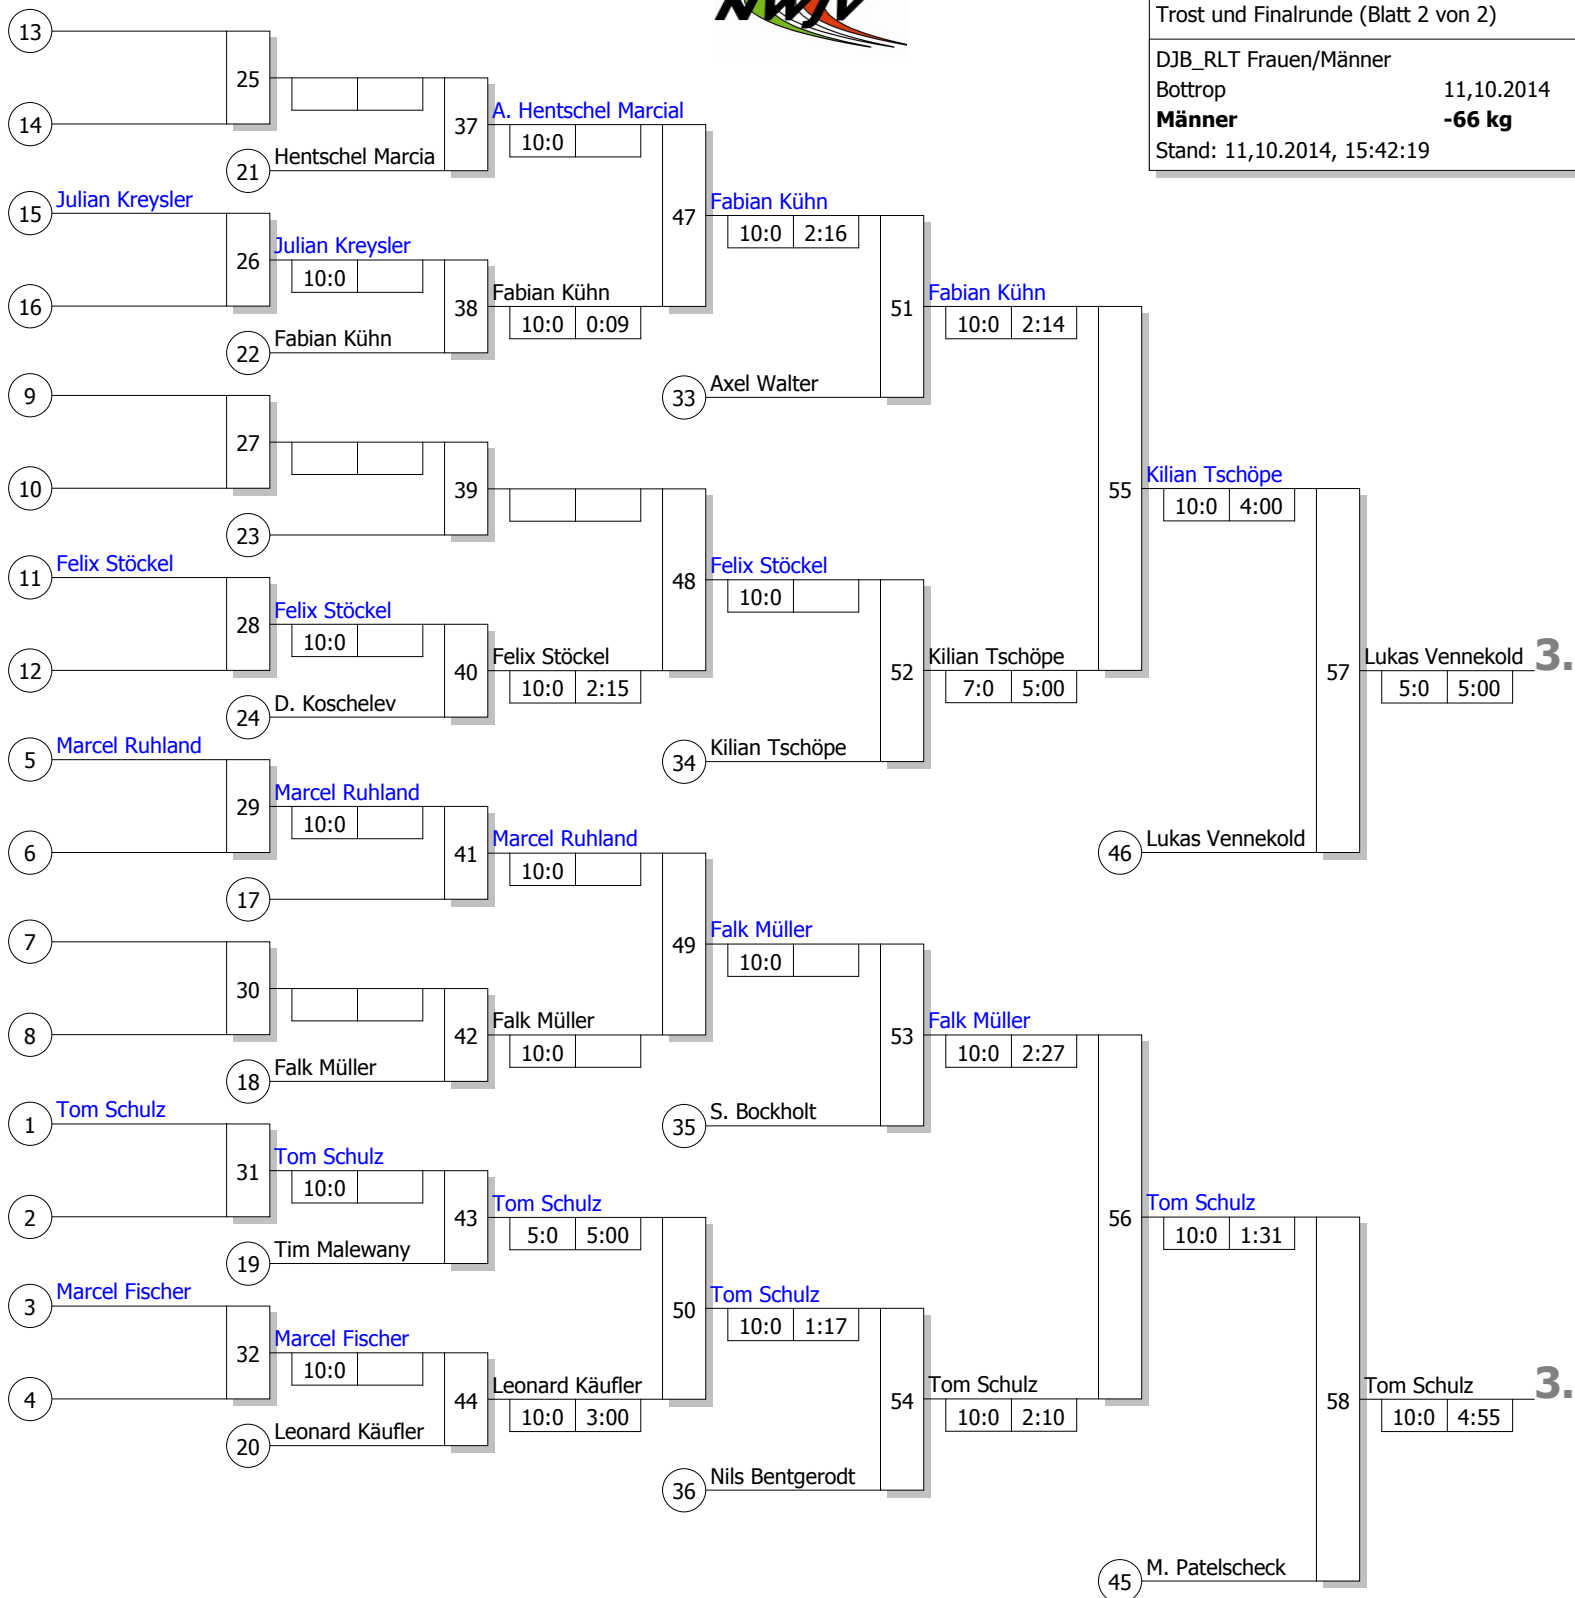 NWJV
Trost und Finalrunde (Blatt 2 von 2)
DJB_RLT Frauen/Männer
Bottrop 11,10.2014
Männer -66 kg
Stand: 11,10.2014, 15:42:19
13
25
14
37
A. Hentschel Marcial
10:0
21
Hentschel Marcia
15
Julian Kreysler
26
Julian Kreysler
10:0
16
38
Fabian Kühn
10:0 0:09
22
Fabian Kühn
47
Fabian Kühn
10:0 2:16
51
Fabian Kühn
10:0 2:14
33
Axel Walter
9
27
10
39
23
11
Felix Stöckel
28
Felix Stöckel
10:0
12
40
Felix Stöckel
10:0 2:15
24
D. Koschelev
48
Felix Stöckel
10:0
52
Kilian Tschöpe
7:0 5:00
34
Kilian Tschöpe
55
Kilian Tschöpe
10:0 4:00
57
Lukas Vennekold
3.
5:0 5:00
46
Lukas Vennekold
5
Marcel Ruhland
29
Marcel Ruhland
10:0
6
41
Marcel Ruhland
10:0
17
7
30
8
42
Falk Müller
10:0
18
Falk Müller
49
Falk Müller
10:0
53
Falk Müller
10:0 2:27
35
S. Bockholt
1
Tom Schulz
31
Tom Schulz
10:0
2
43
Tom Schulz
5:0 5:00
19
Tim Malewany
3
Marcel Fischer
32
Marcel Fischer
10:0
4
44
Leonard Käufler
10:0 3:00
20
Leonard Käufler
50
Tom Schulz
10:0 1:17
54
Tom Schulz
10:0 2:10
36
Nils Bentgerodt
56
Tom Schulz
10:0 1:31
58
Tom Schulz
3.
10:0 4:55
45
M. Patelscheck